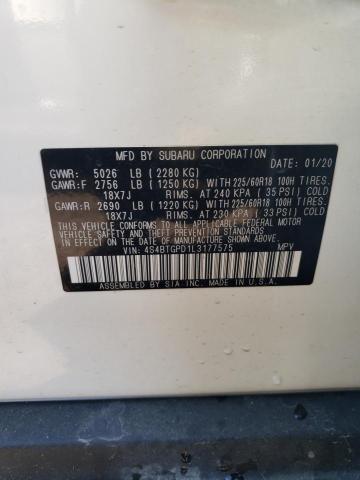 MFD BY SUBARU CORPORATION DATE: 01/20
GVWR: 5026 LB (2280 KG)
GAWR:F 2756 LB (1250 KG) WITH 225/60R18 100H TIRES.
18X7J RIMS. AT 240 KPA (35 PSI) COLD
GAWR:R 2690 LB (1220 KG) WITH 225/60R18 100H TIRES.
18X7J RIMS. AT 230 KPA (33 PSI) COLD
THIS VEHICLE CONFORMS TO ALL APPLICABLE FEDERAL MOTOR
VEHICLE SAFETY AND THEFT PREVENTION STANDARDS
IN EFFECT ON THE DATE OF MANUFACTURE SHOWN ABOVE.
VIN: 4S4BTGPD1L3177575 MPV
ASSEMBLED BY SIA INC. MADE IN U.S.A.